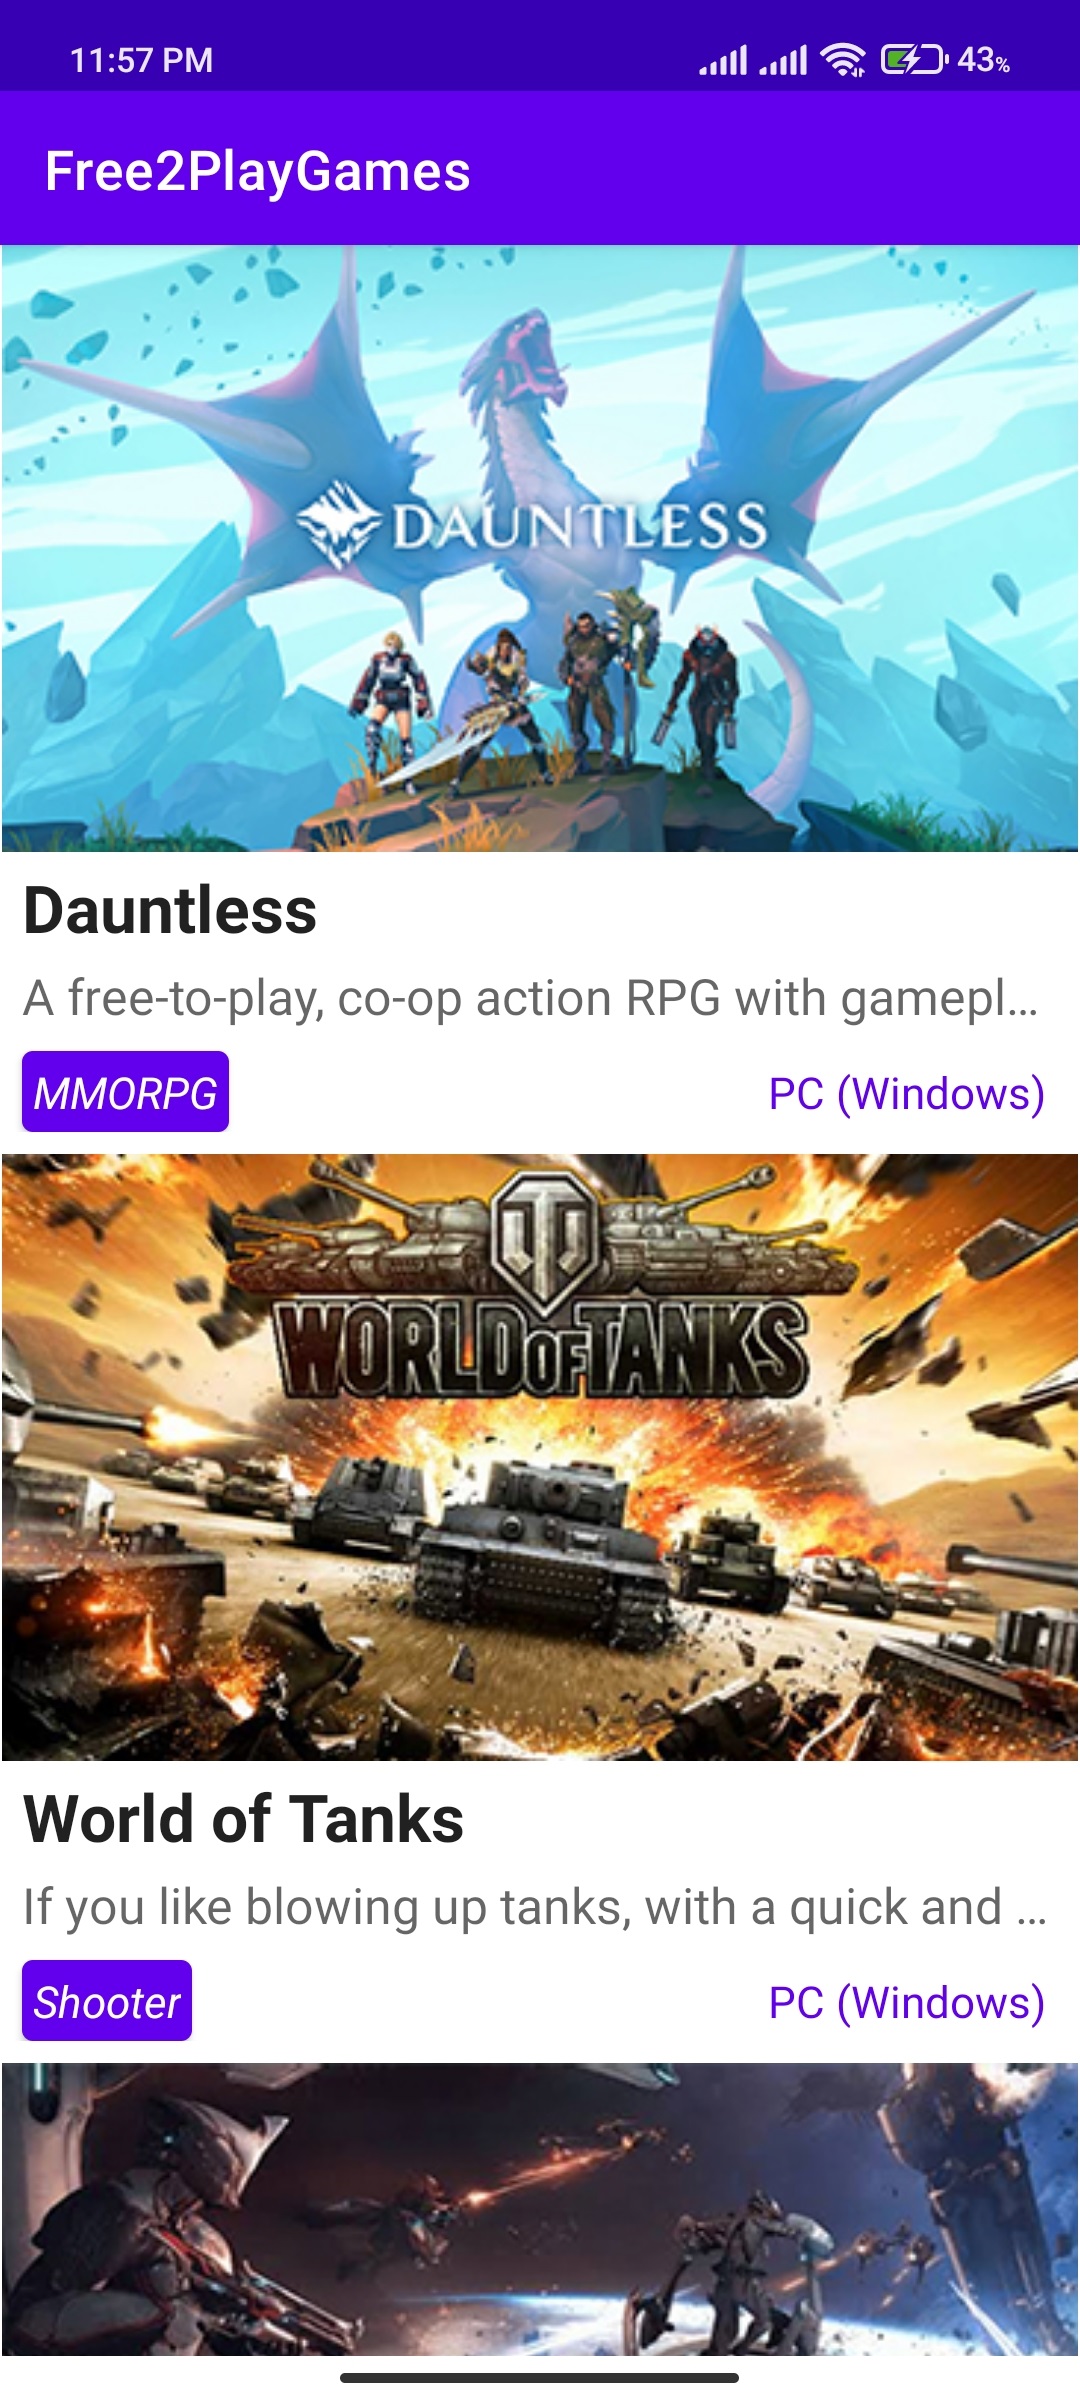 11:57 PM
43%
Free2PlayGames
DAUNTLESS
Dauntless
A free-to-play, co-op action RPG with gamepl...
MMORPG
PC (Windows)
WORLD OF TANKS
World of Tanks
If you like blowing up tanks, with a quick and ...
Shooter
PC (Windows)